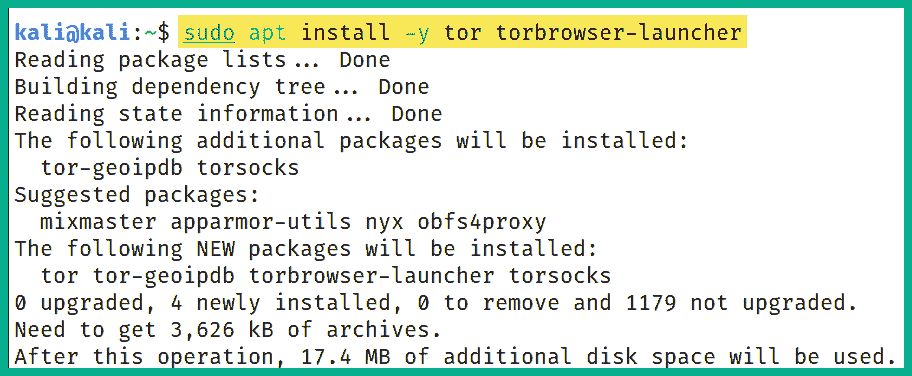 kali@kali:~$ sudo apt install -y tor torbrowser-launcher
Reading package lists... Done
Building dependency tree... Done
Reading state information... Done
The following additional packages will be installed:
  tor-geoipdb torsocks
Suggested packages:
  mixmaster apparmor-utils nyx obfs4proxy
The following NEW packages will be installed:
  tor tor-geoipdb torbrowser-launcher torsocks
0 upgraded, 4 newly installed, 0 to remove and 1179 not upgraded.
Need to get 3,626 kB of archives.
After this operation, 17.4 MB of additional disk space will be used.